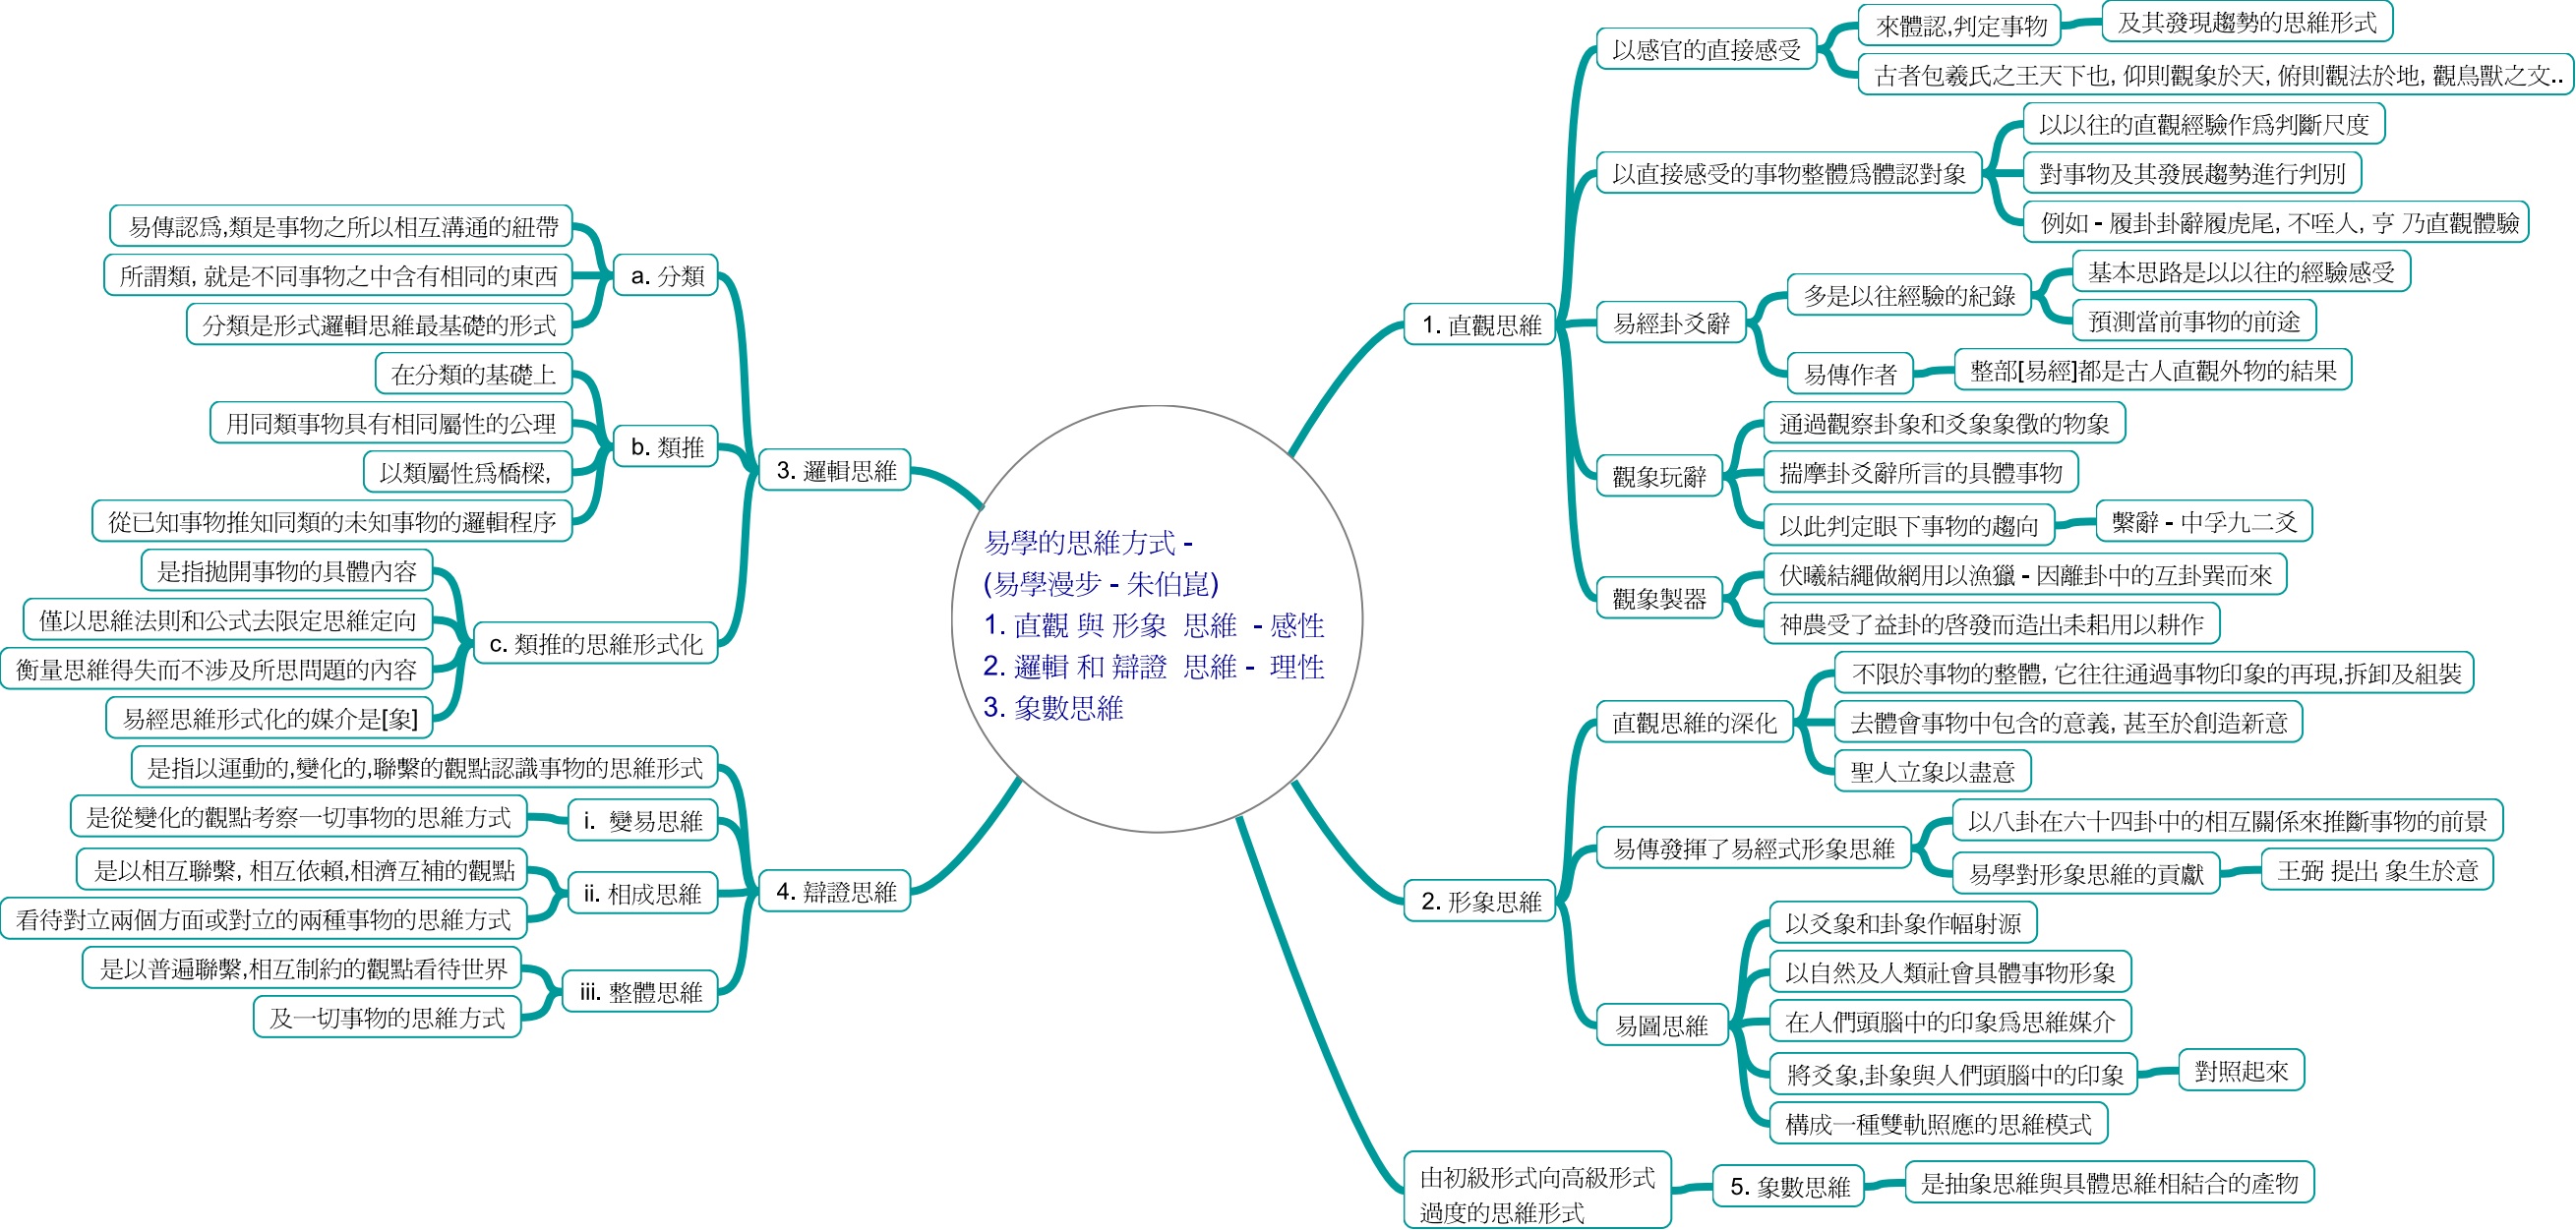 易學的思維方式 -
(易學漫步 - 朱伯崑)
1. 直觀 與 形象 思維 - 感性
2. 邏輯 和 辯證 思維 - 理性
3. 象數思維
1. 直觀思維
以感官的直接感受
來體認,判定事物
及其發現趨勢的思維形式
古者包羲氏之王天下也, 仰則觀象於天, 俯則觀法於地, 觀鳥獸之文..
以直接感受的事物整體爲體認對象
以以往的直觀經驗作爲判斷尺度
對事物及其發展趨勢進行判別
例如 - 履卦卦辭履虎尾, 不咥人, 亨 乃直觀體驗
易經卦爻辭
多是以往經驗的紀錄
基本思路是以以往的經驗感受
預測當前事物的前途
易傳作者
整部[易經]都是古人直觀外物的結果
觀象玩辭
通過觀察卦象和爻象象徵的物象
揣摩卦爻辭所言的具體事物
以此判定眼下事物的趨向
繫辭 - 中孚九二爻
觀象製器
伏曦結繩做網用以漁獵 - 因離卦中的互卦巽而來
神農受了益卦的啓發而造出耒耜用以耕作
2. 形象思維
直觀思維的深化
不限於事物的整體, 它往往通過事物印象的再現,拆卸及組裝
去體會事物中包含的意義, 甚至於創造新意
聖人立象以盡意
易傳發揮了易經式形象思維
以八卦在六十四卦中的相互關係來推斷事物的前景
易學對形象思維的貢獻
王弼 提出 象生於意
易圖思維
以爻象和卦象作幅射源
以自然及人類社會具體事物形象
在人們頭腦中的印象爲思維媒介
將爻象,卦象與人們頭腦中的印象
對照起來
構成一種雙軌照應的思維模式
由初級形式向高級形式
過度的思維形式
5. 象數思維
是抽象思維與具體思維相結合的產物
3. 邏輯思維
a. 分類
易傳認爲,類是事物之所以相互溝通的紐帶
所謂類, 就是不同事物之中含有相同的東西
分類是形式邏輯思維最基礎的形式
b. 類推
在分類的基礎上
用同類事物具有相同屬性的公理
以類屬性爲橋樑,
從已知事物推知同類的未知事物的邏輯程序
c. 類推的思維形式化
是指拋開事物的具體內容
僅以思維法則和公式去限定思維定向
衡量思維得失而不涉及所思問題的內容
易經思維形式化的媒介是[象]
4. 辯證思維
是指以運動的,變化的,聯繫的觀點認識事物的思維形式
i. 變易思維
是從變化的觀點考察一切事物的思維方式
ii. 相成思維
是以相互聯繫, 相互依賴,相濟互補的觀點
看待對立兩個方面或對立的兩種事物的思維方式
iii. 整體思維
是以普遍聯繫,相互制約的觀點看待世界
及一切事物的思維方式